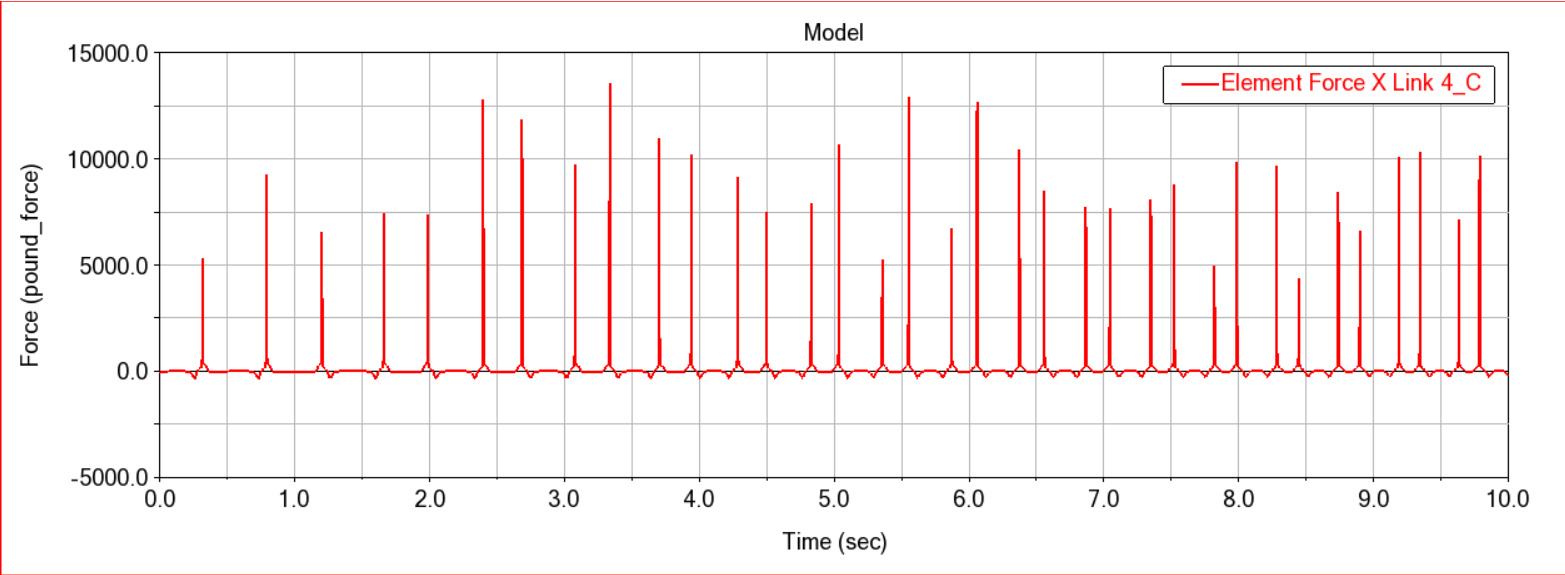 Model
15000.0
Element Force X Link 4_C
10000.0
Force (pound_force)
5000.0
0.0
-5000.0
0.0 1.0 2.0 3.0 4.0 5.0 6.0 7.0 8.0 9.0 10.0
Time (sec)